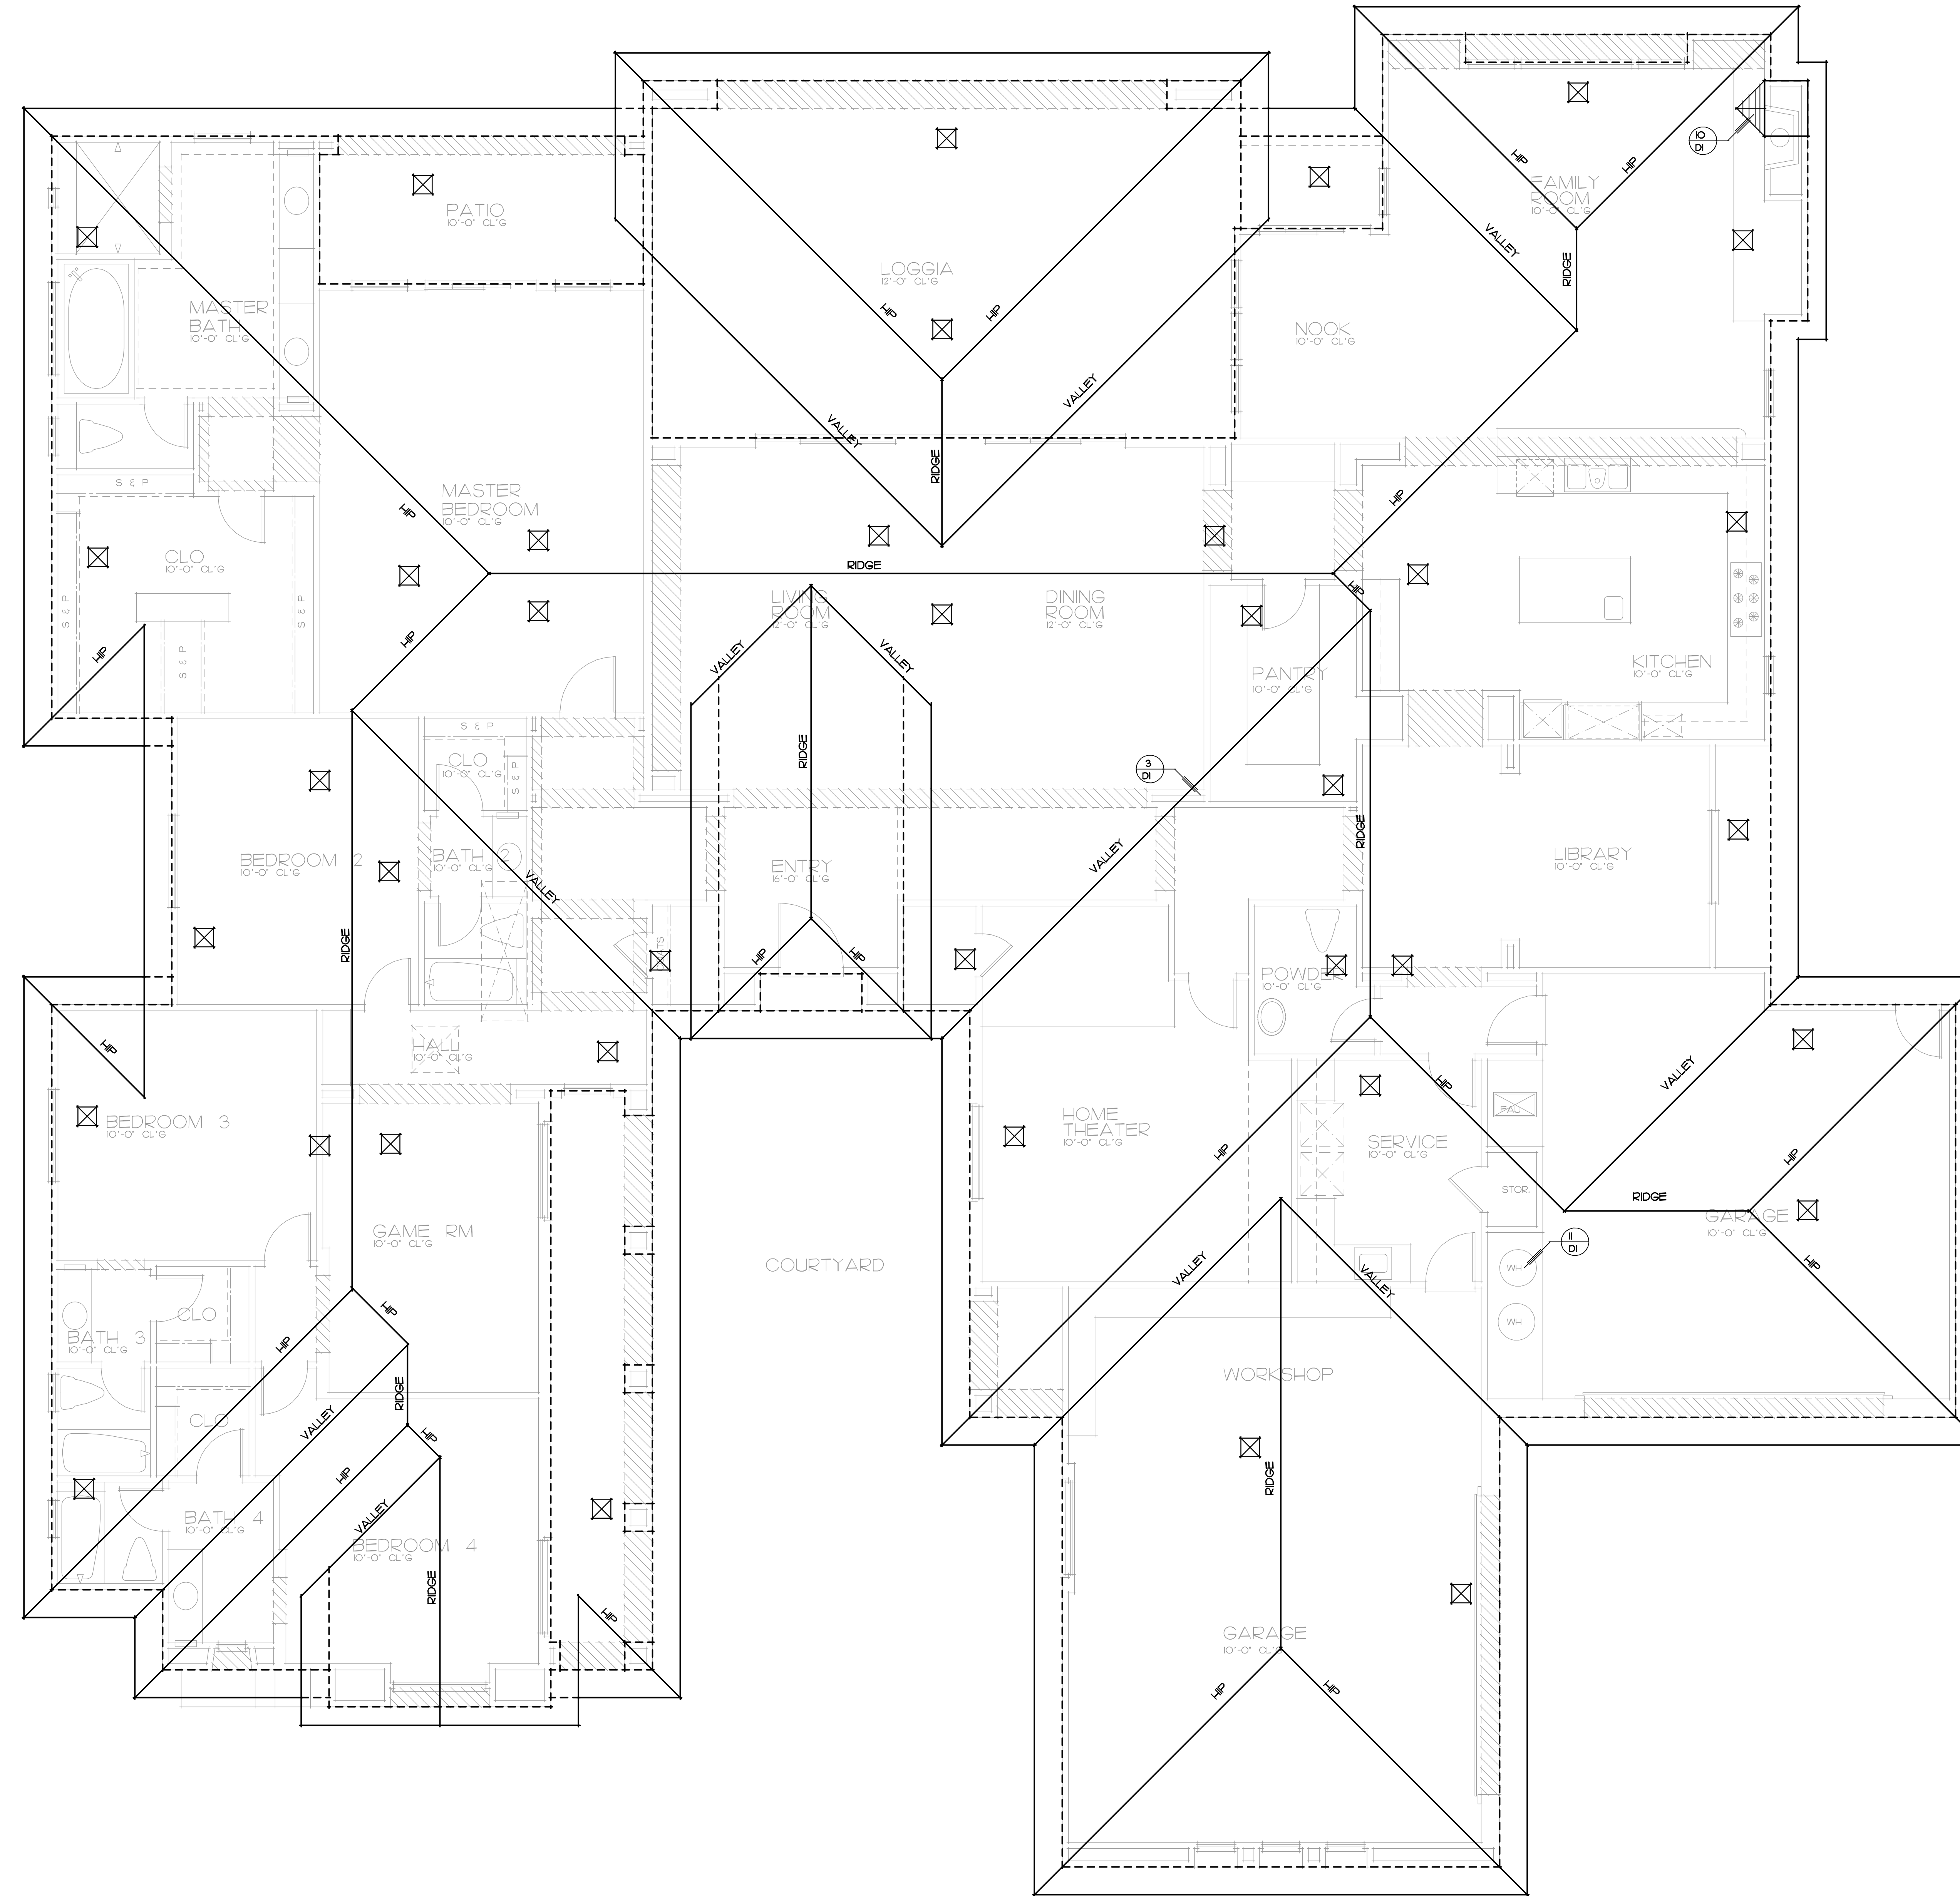 10
D1
HIP
HIP
FAMILY
ROOM
10'-0" CL'G
PATIO
10'-0" CL'G
VALLEY
LOGGIA
12'-0" CL'G
RIDGE
MASTER
BATH
10'-0" CL'G
HIP
HIP
NOOK
10'-0" CL'G
VALLEY
VALLEY
RIDGE
S & P
MASTER
BEDROOM
10'-0" CL'G
HIP
HIP
CLO
10'-0" CL'G
RIDGE
S & P
S & P
S & P
LIVING
ROOM
12'-0" CL'G
DINING
ROOM
12'-0" CL'G
HIP
HIP
HIP
VALLEY
VALLEY
PANTRY
10'-0" CL'G
KITCHEN
10'-0" CL'G
S & P
CLO
10'-0" CL'G
S & P
RIDGE
3
D1
BEDROOM 2
10'-0" CL'G
BATH 2
10'-0" CL'G
ENTRY
16'-0" CL'G
VALLEY
VALLEY
RIDGE
LIBRARY
10'-0" CL'G
RIDGE
HIP
HIP
POWDER
10'-0" CL'G
HIP
HALL
10'-0" CL'G
VALLEY
HIP
BEDROOM 3
10'-0" CL'G
HOME
THEATER
10'-0" CL'G
HIP
SERVICE
10'-0" CL'G
FAU
STOR.
HIP
RIDGE
GARAGE
10'-0" CL'G
GAME RM
10'-0" CL'G
COURTYARD
VALLEY
VALLEY
11
D1
WH
WH
HIP
BATH 3
10'-0" CL'G
CLO
HIP
HIP
RIDGE
WORKSHOP
CLO
VALLEY
HIP
HIP
RIDGE
BATH 4
10'-0" CL'G
VALLEY
BEDROOM 4
10'-0" CL'G
RIDGE
HIP
GARAGE
10'-0" CL'G
HIP
HIP